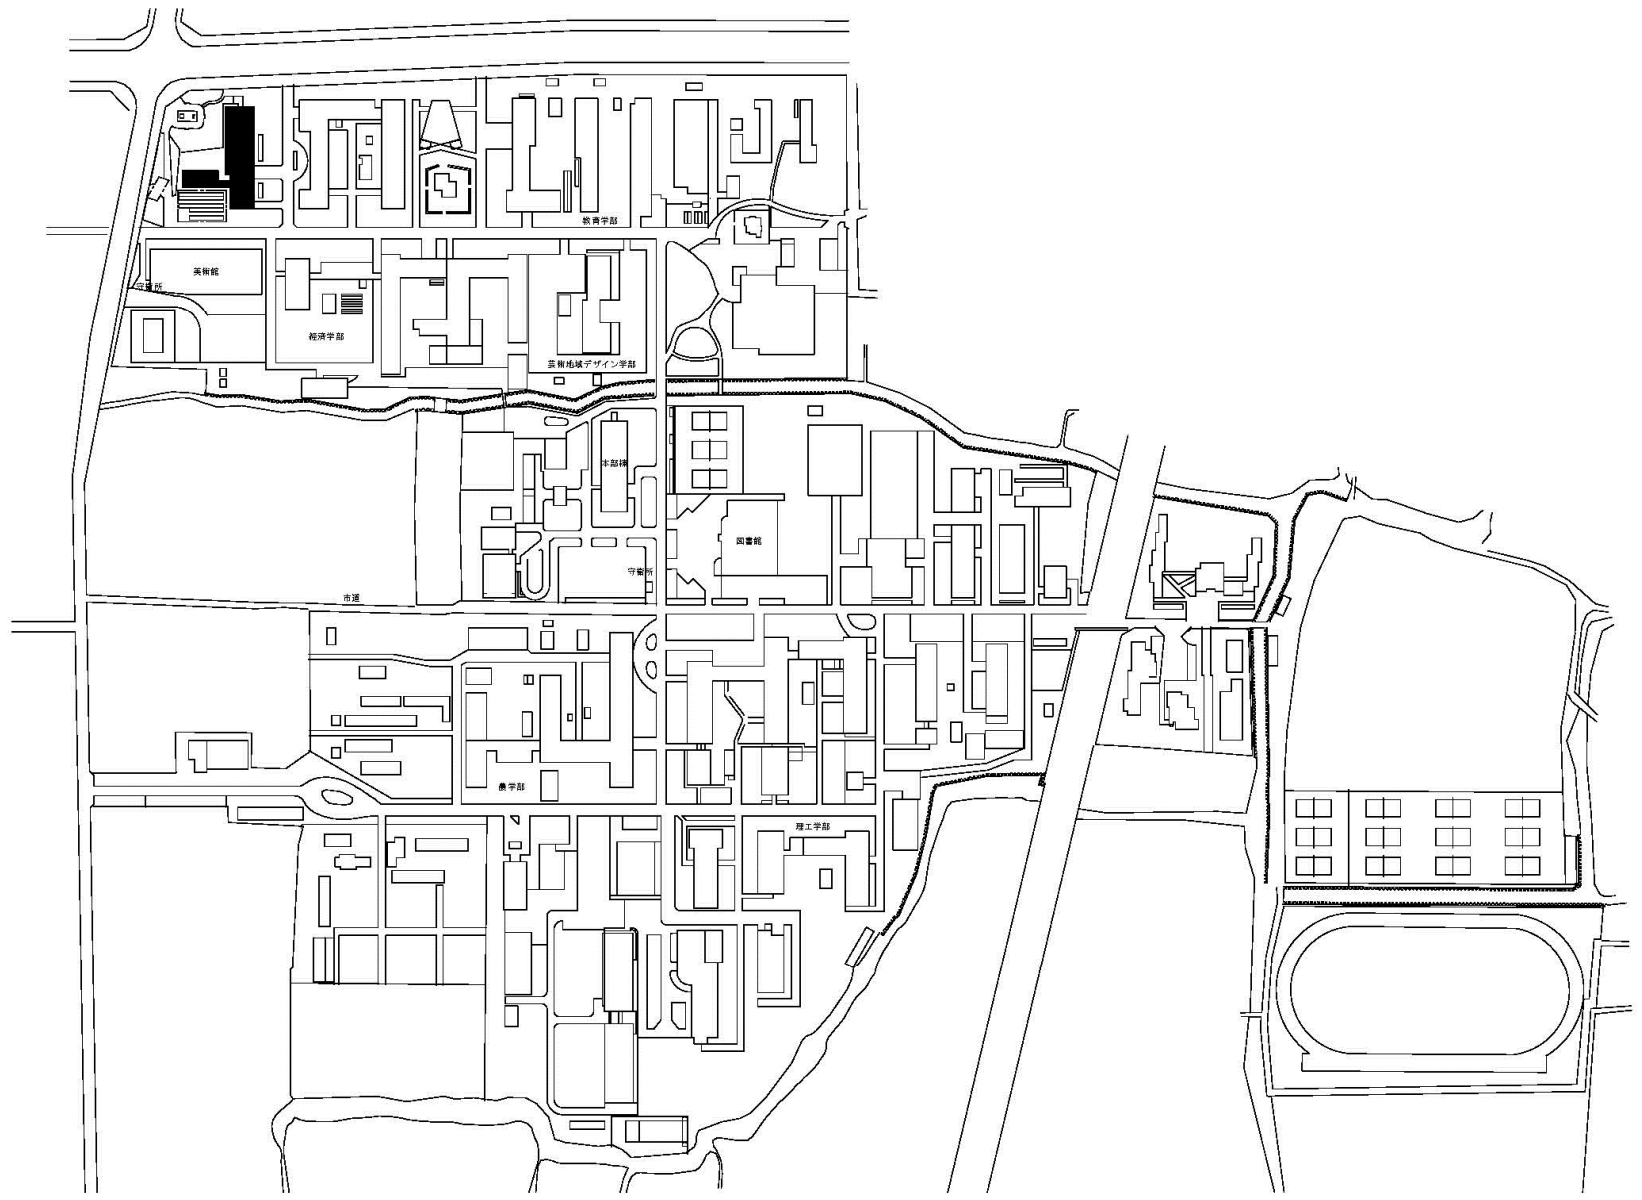 教育学部
美術館
守衛所
経済学部
芸術地域デザイン学部
本部棟
図書館
守衛所
市道
農学部
理工学部